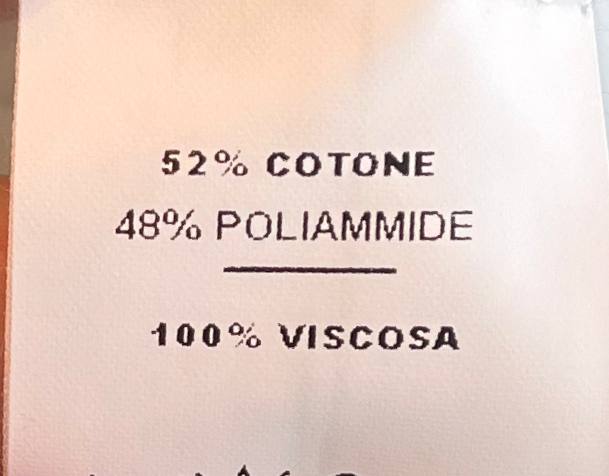 52% COTONE
48% POLIAMMIDE
100% VISCOSA